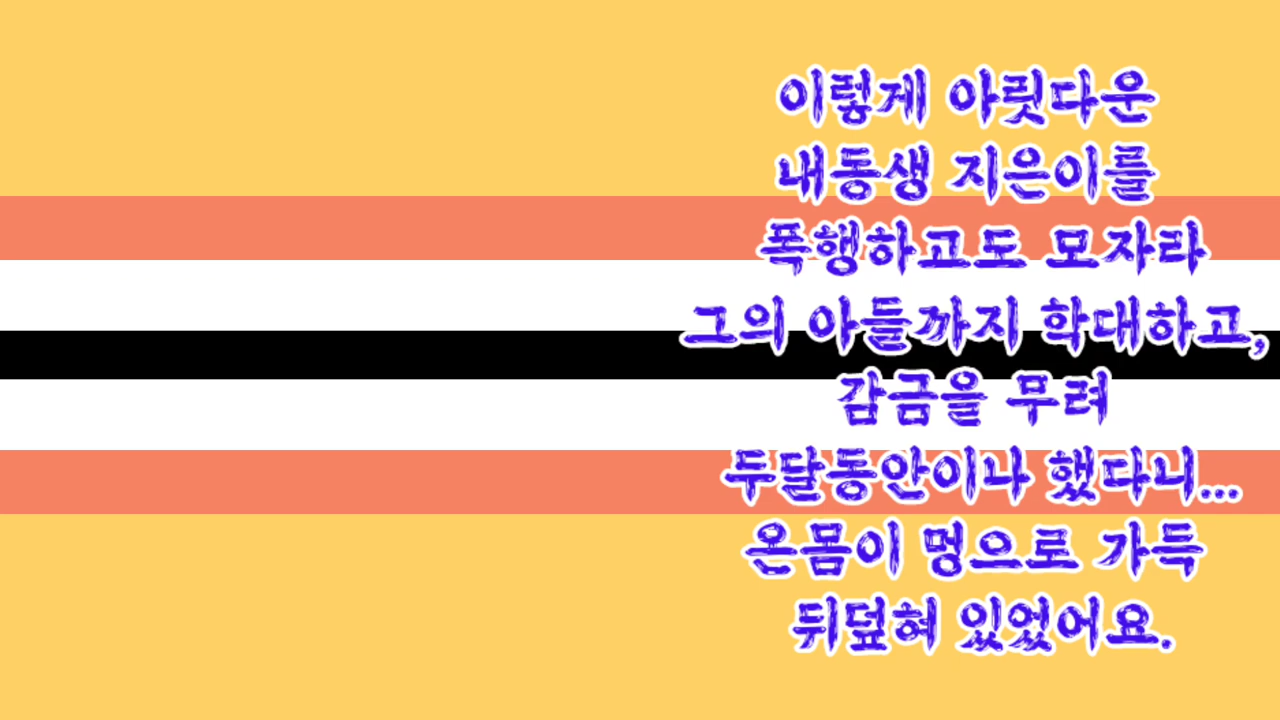 이렇게 아릿다운
내동생 지은이를
폭행하고도 모자라
그의 아들까지 학대하고,
감금을 무려
두달동안이나 했다니...
온몸이 멍으로 가득
뒤덮혀 있었어요.